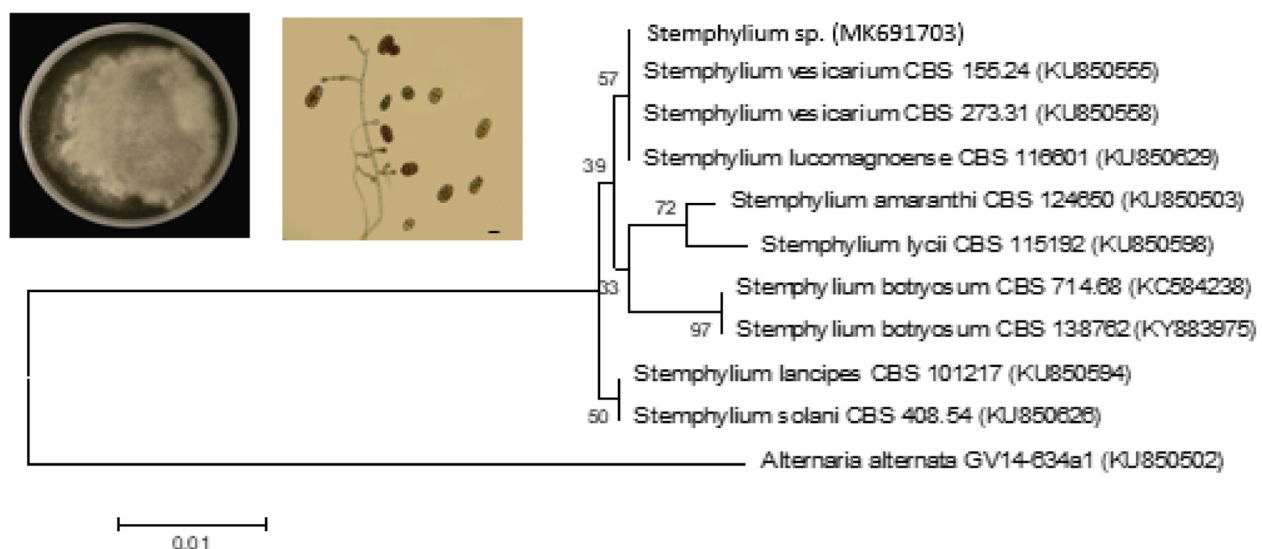 Stemphylium sp. (MK691703)
57
Stemphylium vesicarium CBS 155.24 (KU850555)
Stemphylium vesicarium CBS 273.31 (KU850558)
39
Stemphylium lucomagnoense CBS 116601 (KU850629)
72
Stemphylium amaranthi CBS 124650 (KU850503)
Stemphylium lycii CBS 115192 (KU850598)
33
Stemphylium botryosum CBS 714.68 (KC584238)
97
Stemphylium botryosum CBS 138762 (KY883975)
Stemphylium lancipes CBS 101217 (KU850594)
50
Stemphylium solani CBS 408.54 (KU850626)
Alternaria alternata GV14-634a1 (KU850502)
0.01